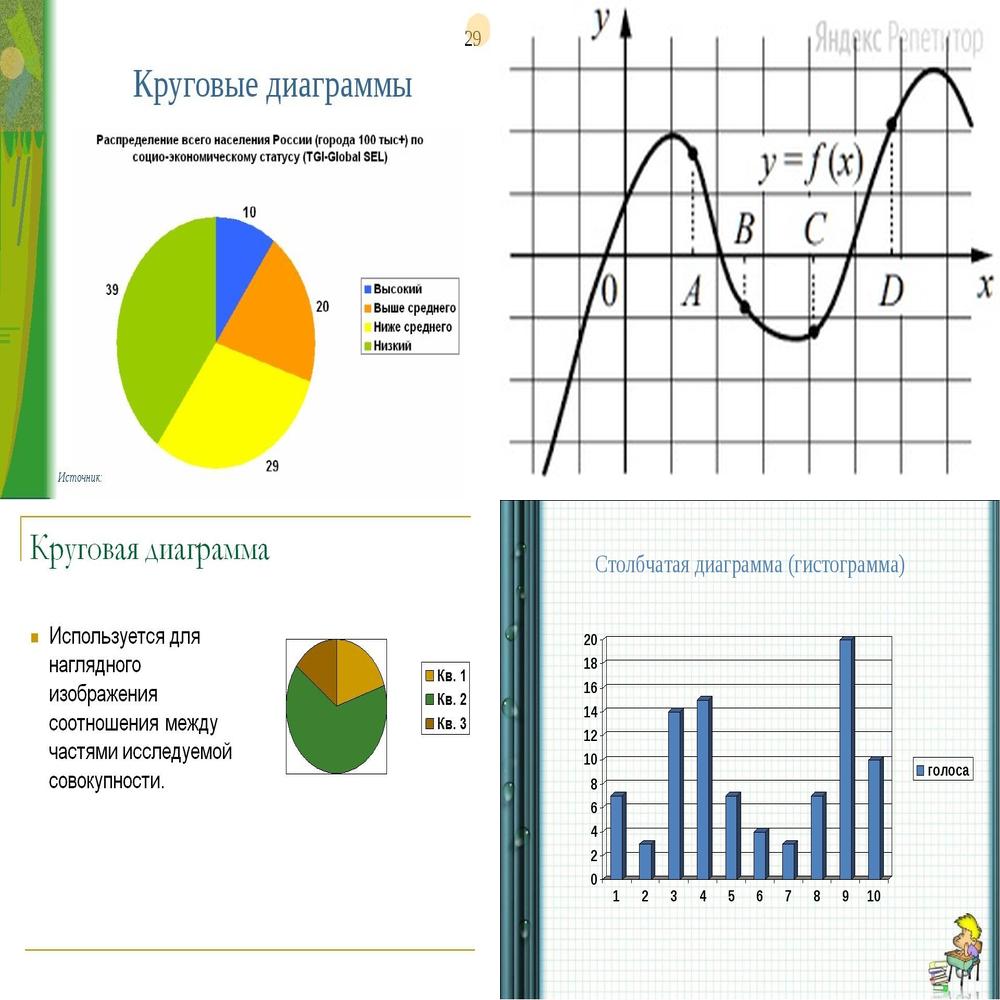 29
Круговые диаграммы
Распределение всего населения России (города 100 тыс+) по
социо-экономическому статусу (TGI-Global SEL)
10
39
20
29
Высокий
Выше среднего
Ниже среднего
Низкий
Источник:
y
Яндекс Репетитор
y = f (x)
B
C
0
A
D
x
Круговая диаграмма
Используется для
наглядного
изображения
соотношения между
частями исследуемой
совокупности.
Кв. 1
Кв. 2
Кв. 3
Столбчатая диаграмма (гистограмма)
20
18
16
14
12
10
8
6
4
2
0
1 2 3 4 5 6 7 8 9 10
голоса